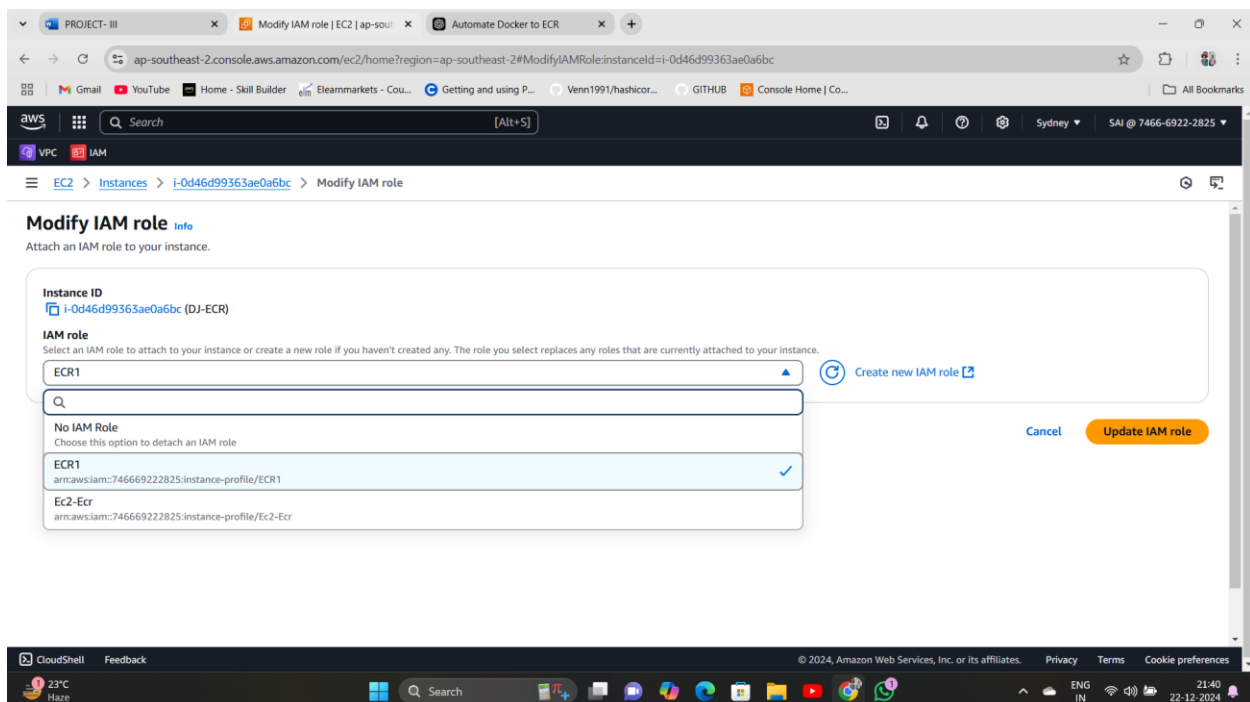 PROJECT- III
Modify IAM role | EC2 | ap-sout
Automate Docker to ECR
ap-southeast-2.console.aws.amazon.com/ec2/home?region=ap-southeast-2#ModifyIAMRole:instanceId=i-0d46d99363ae0a6bc
Gmail YouTube Home - Skill Builder Elearnmarkets - Cou... Getting and using P... Venn1991/hashicor... GITHUB Console Home | Co... All Bookmarks
aws Search [Alt+S] Sydney SAI @ 7466-6922-2825
VPC IAM
EC2 > Instances > i-0d46d99363ae0a6bc > Modify IAM role
Modify IAM role Info
Attach an IAM role to your instance.
Instance ID
i-0d46d99363ae0a6bc (DJ-ECR)
IAM role
Select an IAM role to attach to your instance or create a new role if you haven't created any. The role you select replaces any roles that are currently attached to your instance.
ECR1 Create new IAM role
No IAM Role
Choose this option to detach an IAM role
Cancel Update IAM role
ECR1
arn:aws:iam::746669222825:instance-profile/ECR1
Ec2-Ecr
arn:aws:iam::746669222825:instance-profile/Ec2-Ecr
CloudShell Feedback © 2024, Amazon Web Services, Inc. or its affiliates. Privacy Terms Cookie preferences
1 23°C
Haze
Search
1
ENG
IN
21:40
22-12-2024